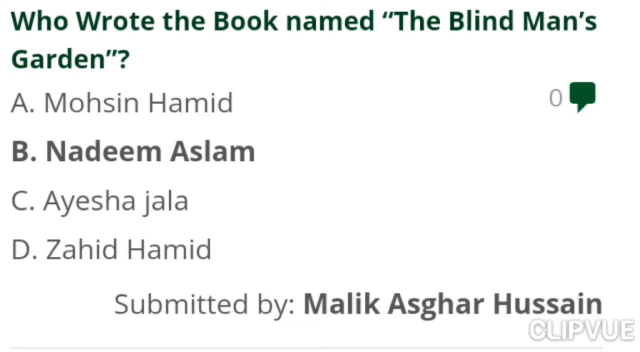 Who Wrote the Book named “The Blind Man’s
Garden”?
A. Mohsin Hamid
0
B. Nadeem Aslam
C. Ayesha jala
D. Zahid Hamid
Submitted by: Malik Asghar Hussain
CLIPVUE